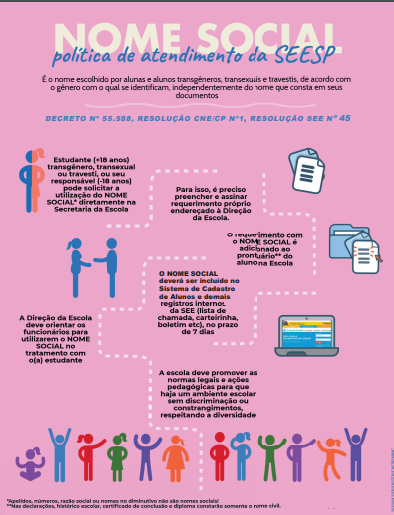 NOME SOCIAL
política de atendimento da SEESP
É o nome escolhido por alunas e alunos transgêneros, transexuais e travestis, de acordo com
o gênero com o qual se identificam, independentemente do nome que consta em seus
documentos
DECRETO Nº 55.588, RESOLUÇÃO CNE/CP Nº1, RESOLUÇÃO SEE Nº 45
Estudante (+18 anos)
transgênero, transexual
ou travesti, ou seu
responsável (-18 anos)
pode solicitar a
utilização do NOME
SOCIAL* diretamente na
Secretaria da Escola
Para isso, é preciso
preencher e assinar
requerimento próprio
endereçado à Direção
da Escola.
O requerimento com
o NOME SOCIAL é
adicionado ao
prontuário** do
aluno na Escola
O NOME SOCIAL
deverá ser incluído no
Sistema de Cadastro
de Alunos e demais
registros internos
da SEE (lista de
chamada, carteirinha,
boletim etc), no prazo
de 7 dias
A Direção da Escola
deve orientar os
funcionários para
utilizarem o NOME
SOCIAL no
tratamento com
o(a) estudante
A escola deve promover as
normas legais e ações
pedagógicas para que
haja um ambiente escolar
sem discriminação ou
constrangimentos,
respeitando a diversidade
*Apelidos, números, razão social ou nomes no diminutivo não são nomes sociais!
**Nas declarações, histórico escolar, certificado de conclusão e diploma constarão somente o nome civil.